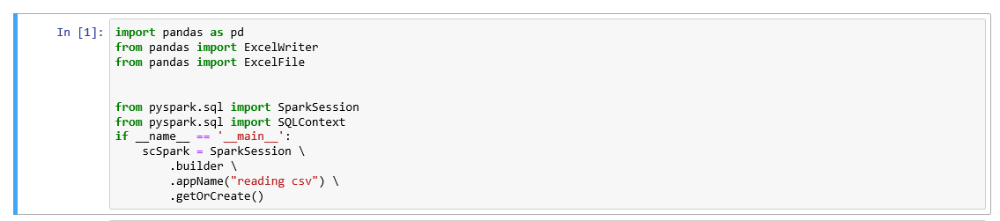 In [1]:
import pandas as pd
from pandas import ExcelWriter
from pandas import ExcelFile
from pyspark.sql import SparkSession
from pyspark.sql import SQLContext
if __name__ == '__main__':
    scSpark = SparkSession \
        .builder \
        .appName("reading csv") \
        .getOrCreate()